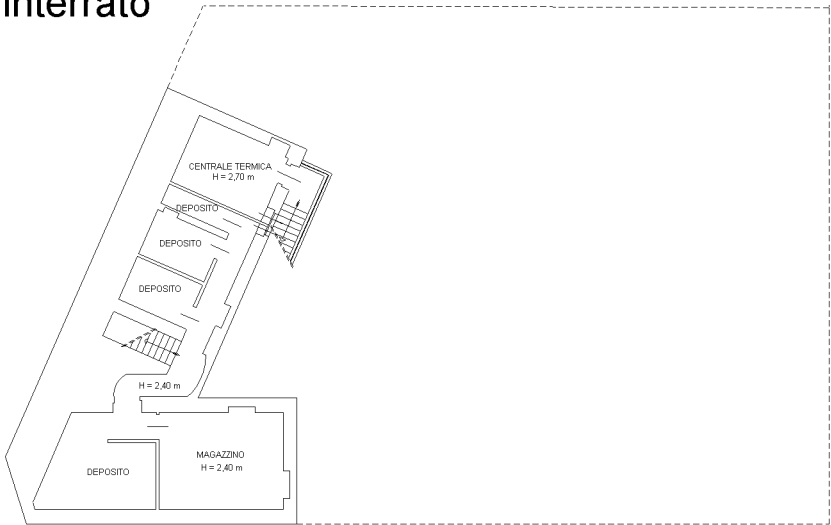 interrato
CENTRALE TERMICA
H = 2,70 m
DEPOSITO
DEPOSITO
DEPOSITO
H = 2,40 m
MAGAZZINO
H = 2,40 m
DEPOSITO